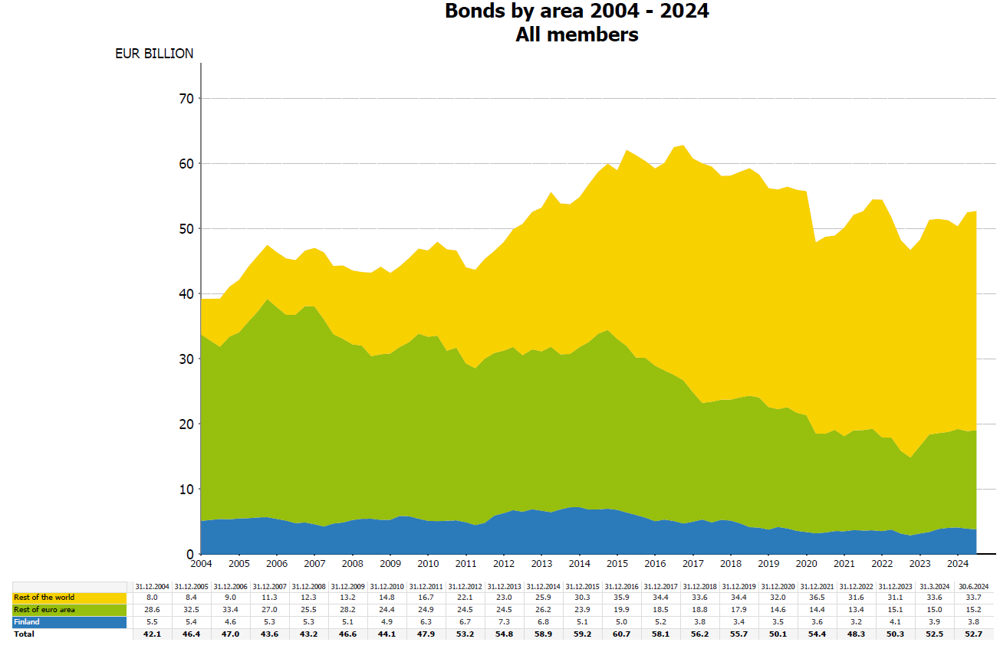 Bonds by area 2004 - 2024
All members
EUR BILLION
70
60
50
40
30
20
10
0
2004 2005 2006 2007 2008 2009 2010 2011 2012 2013 2014 2015 2016 2017 2018 2019 2020 2021 2022 2023 2024
31.12.2004 31.12.2005 31.12.2006 31.12.2007 31.12.2008 31.12.2009 31.12.2010 31.12.2011 31.12.2012 31.12.2013 31.12.2014 31.12.2015 31.12.2016 31.12.2017 31.12.2018 31.12.2019 31.12.2020 31.12.2021 31.12.2022 31.12.2023 31.3.2024 30.6.2024
Rest of the world 8.0 8.4 9.0 11.3 12.3 13.2 14.8 16.7 22.1 23.0 25.9 30.3 35.9 34.4 33.6 34.4 32.0 36.5 31.6 31.1 33.6 33.7
Rest of euro area 28.6 32.5 33.4 27.0 25.5 28.2 24.4 24.9 24.5 24.5 26.2 23.9 19.9 18.5 18.8 17.9 14.6 14.4 13.4 15.1 15.0 15.2
Finland 5.5 5.4 4.6 5.3 5.3 5.1 4.9 6.3 6.7 7.3 6.8 5.1 5.0 5.2 3.8 3.4 3.5 3.6 3.2 4.1 3.9 3.8
Total 42.1 46.4 47.0 43.6 43.2 46.6 44.1 47.9 53.2 54.8 58.9 59.2 60.7 58.1 56.2 55.7 50.1 54.4 48.3 50.3 52.5 52.7